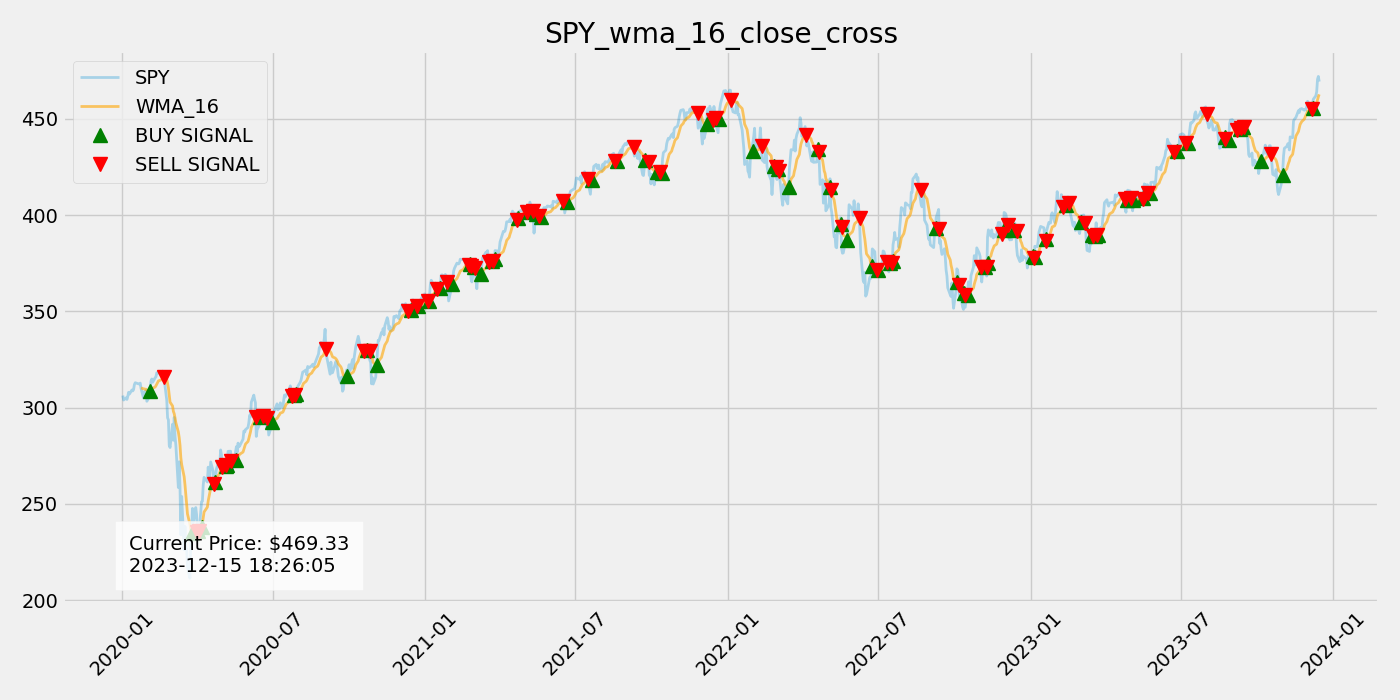 SPY_wma_16_close_cross
SPY
WMA_16
BUY SIGNAL
SELL SIGNAL
450
400
350
300
250
200
Current Price: $469.33
2023-12-15 18:26:05
2020-01
2020-07
2021-01
2021-07
2022-01
2022-07
2023-01
2023-07
2024-01